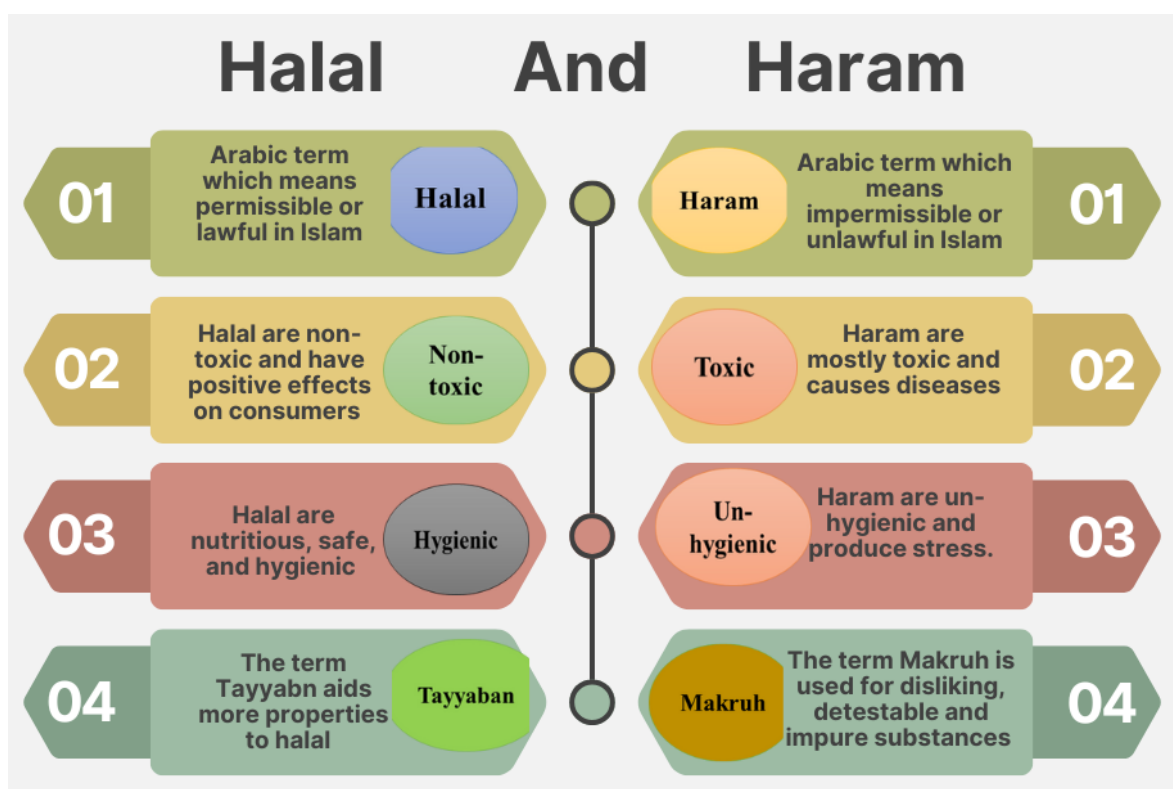 Halal And Haram
01
Arabic term
which means
permissible or
lawful in Islam
Halal
Haram
Arabic term which
means
impermissible or
unlawful in Islam
01
02
Halal are non-
toxic and have
positive effects
on consumers
Non-
toxic
Toxic
Haram are
mostly toxic and
causes diseases
02
03
Halal are
nutritious, safe,
and hygienic
Hygienic
Un-
hygienic
Haram are un-
hygienic and
produce stress.
03
04
The term
Tayyabn aids
more properties
to halal
Tayyaban
Makruh
The term Makruh is
used for disliking,
detestable and
impure substances
04